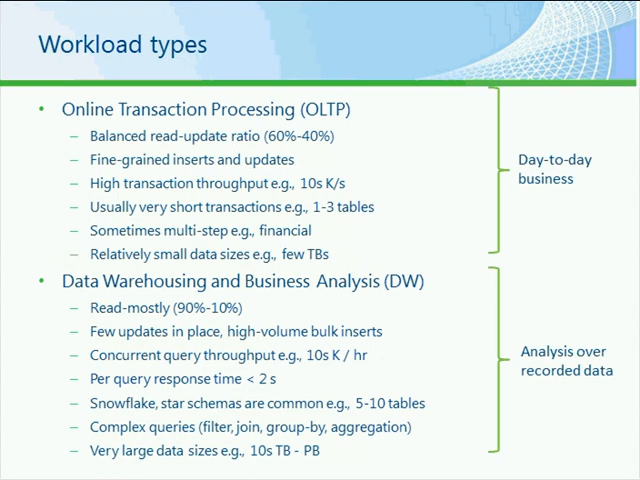 Workload types
• Online Transaction Processing (OLTP)
– Balanced read-update ratio (60%-40%)
– Fine-grained inserts and updates
– High transaction throughput e.g., 10s K/s
– Usually very short transactions e.g., 1-3 tables
– Sometimes multi-step e.g., financial
– Relatively small data sizes e.g., few TBs
Day-to-day
business
• Data Warehousing and Business Analysis (DW)
– Read-mostly (90%-10%)
– Few updates in place, high-volume bulk inserts
– Concurrent query throughput e.g., 10s K / hr
– Per query response time < 2 s
– Snowflake, star schemas are common e.g., 5-10 tables
– Complex queries (filter, join, group-by, aggregation)
– Very large data sizes e.g., 10s TB - PB
Analysis over
recorded data